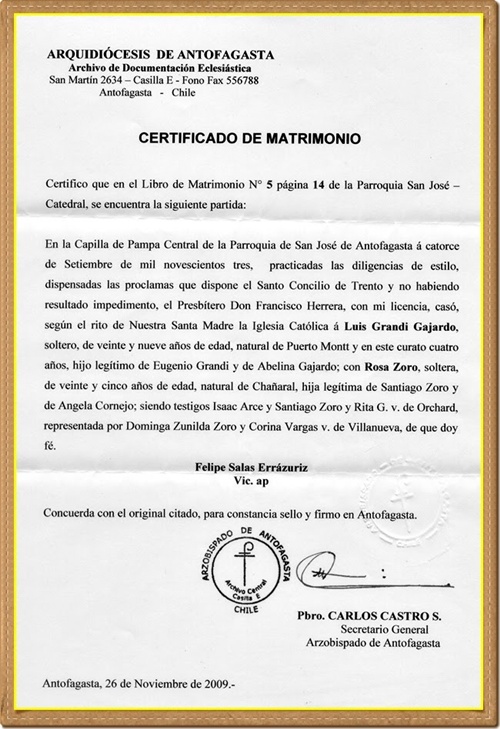 ARQUIDIÓCESIS DE ANTOFAGASTA
Archivo de Documentación Eclesiástica
San Martín 2634 – Casilla E - Fono Fax 556788
Antofagasta - Chile
CERTIFICADO DE MATRIMONIO
Certifico que en el Libro de Matrimonio N° 5 página 14 de la Parroquia San José –
Catedral, se encuentra la siguiente partida:
En la Capilla de Pampa Central de la Parroquia de San José de Antofagasta á catorce
de Setiembre de mil novescientos tres, practicadas las diligencias de estilo,
dispensadas las proclamas que dispone el Santo Concilio de Trento y no habiendo
resultado impedimento, el Presbítero Don Francisco Herrera, con mi licencia, casó,
según el rito de Nuestra Santa Madre la Iglesia Católica á Luis Grandi Gajardo,
soltero, de veinte y nueve años de edad, natural de Puerto Montt y en este curato cuatro
años, hijo legítimo de Eugenio Grandi y de Abelina Gajardo; con Rosa Zoro, soltera,
de veinte y cinco años de edad, natural de Chañaral, hija legítima de Santiago Zoro y
de Angela Cornejo; siendo testigos Isaac Arce y Santiago Zoro y Rita G. v. de Orchard,
representada por Dominga Zunilda Zoro y Corina Vargas v. de Villanueva, de que doy
fé.
Felipe Salas Errázuriz
Vic. ap
Concuerda con el original citado, para constancia sello y firmo en Antofagasta.
ARZOBISPADO DE ANTOFAGASTA
Archivo Central
Casilla E
CHILE
Pbro. CARLOS CASTRO S.
Secretario General
Arzobispado de Antofagasta
Antofagasta, 26 de Noviembre de 2009.-